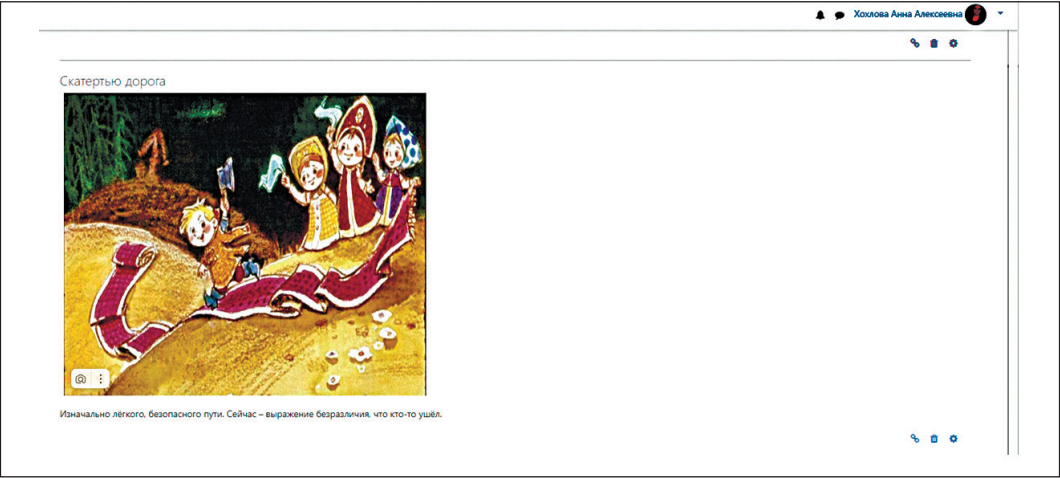 Хохлова Анна Алексеевна
Скатертью дорога
Изначально лёгкого, безопасного пути. Сейчас – выражение безразличия, что кто-то ушёл.